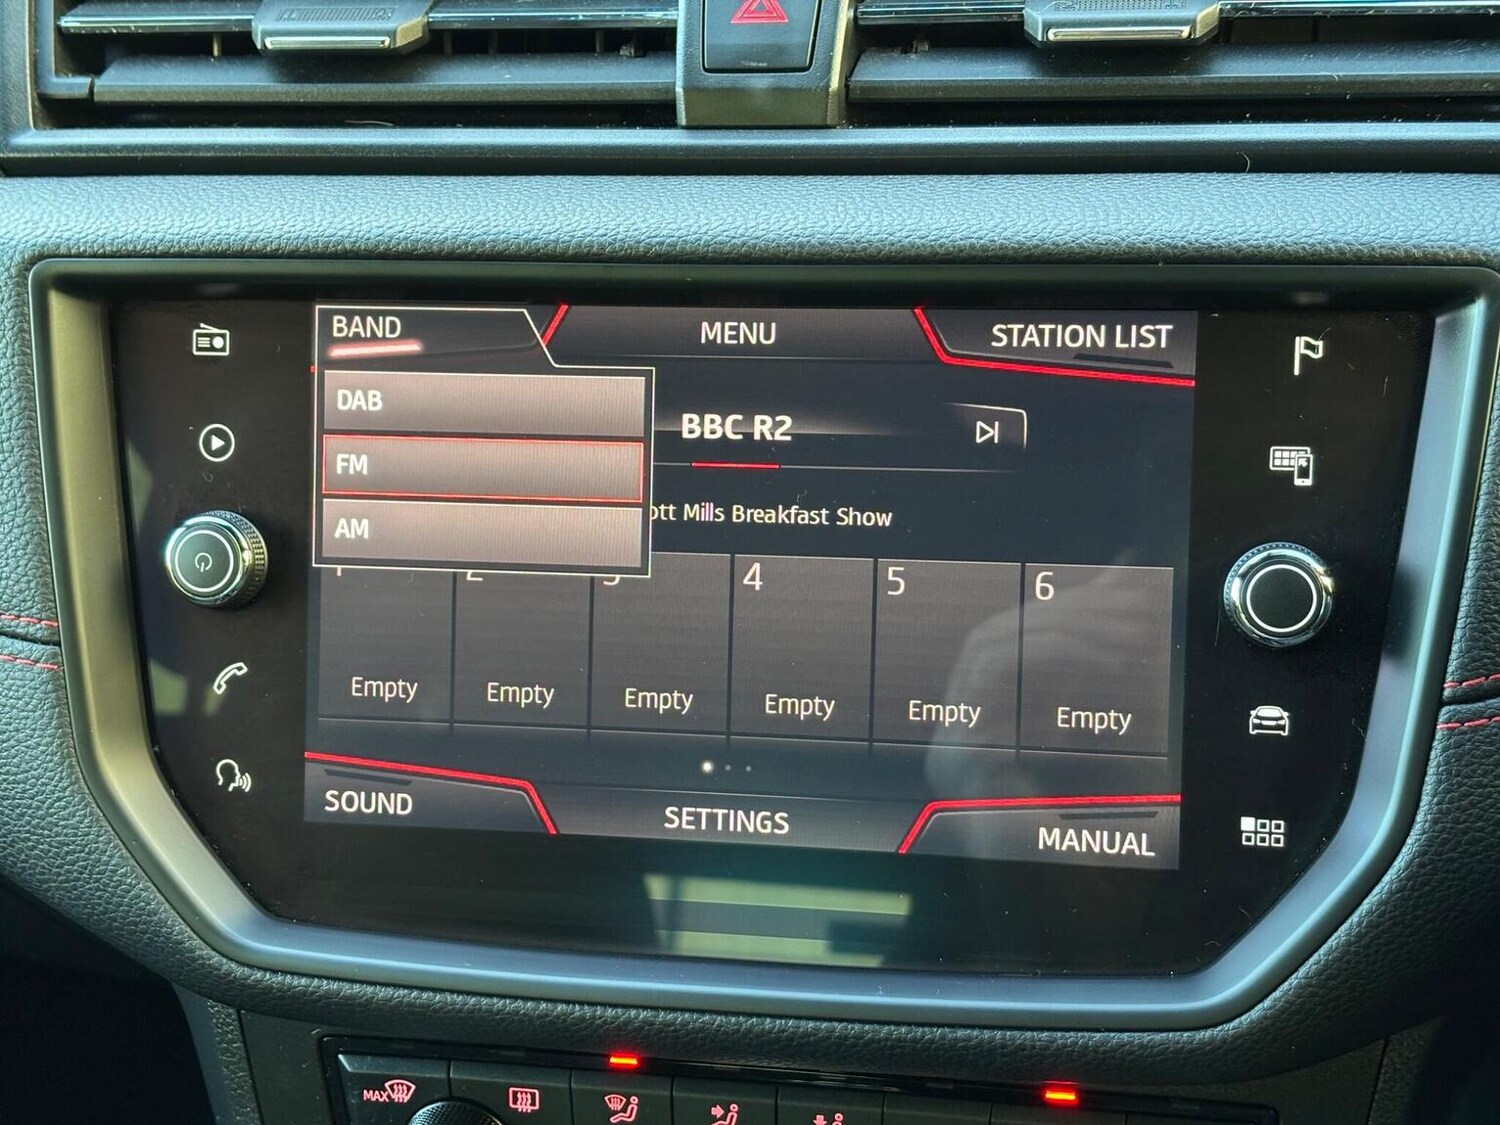 BAND
MENU
STATION LIST
DAB
FM
AM
BBC R2
ott Mills Breakfast Show
4
5
6
Empty
Empty
Empty
Empty
Empty
Empty
SOUND
SETTINGS
MANUAL
MAX